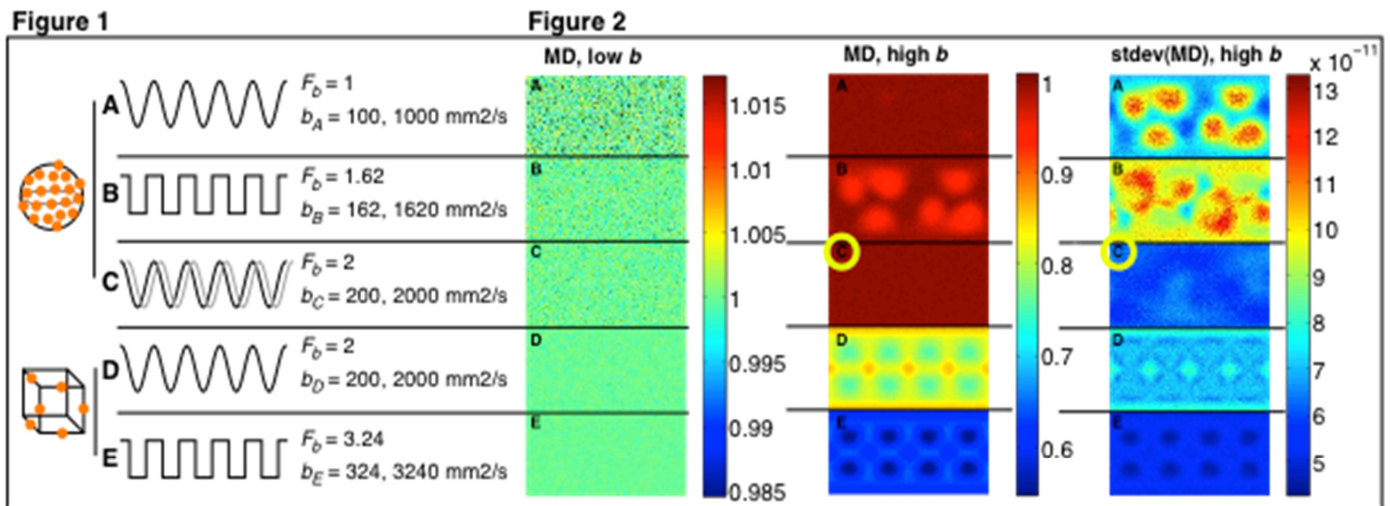 Figure 1
Figure 2
A
F_b = 1
b_A = 100, 1000 mm2/s
B
F_b = 1.62
b_B = 162, 1620 mm2/s
C
F_b = 2
b_C = 200, 2000 mm2/s
D
F_b = 2
b_D = 200, 2000 mm2/s
E
F_b = 3.24
b_E = 324, 3240 mm2/s
MD, low b
A
B
C
D
E
1.015
1.01
1.005
1
0.995
0.99
0.985
MD, high b
A
B
C
D
E
1
0.9
0.8
0.7
0.6
stdev(MD), high b
x 10^-11
A
B
C
D
E
13
12
11
10
9
8
7
6
5